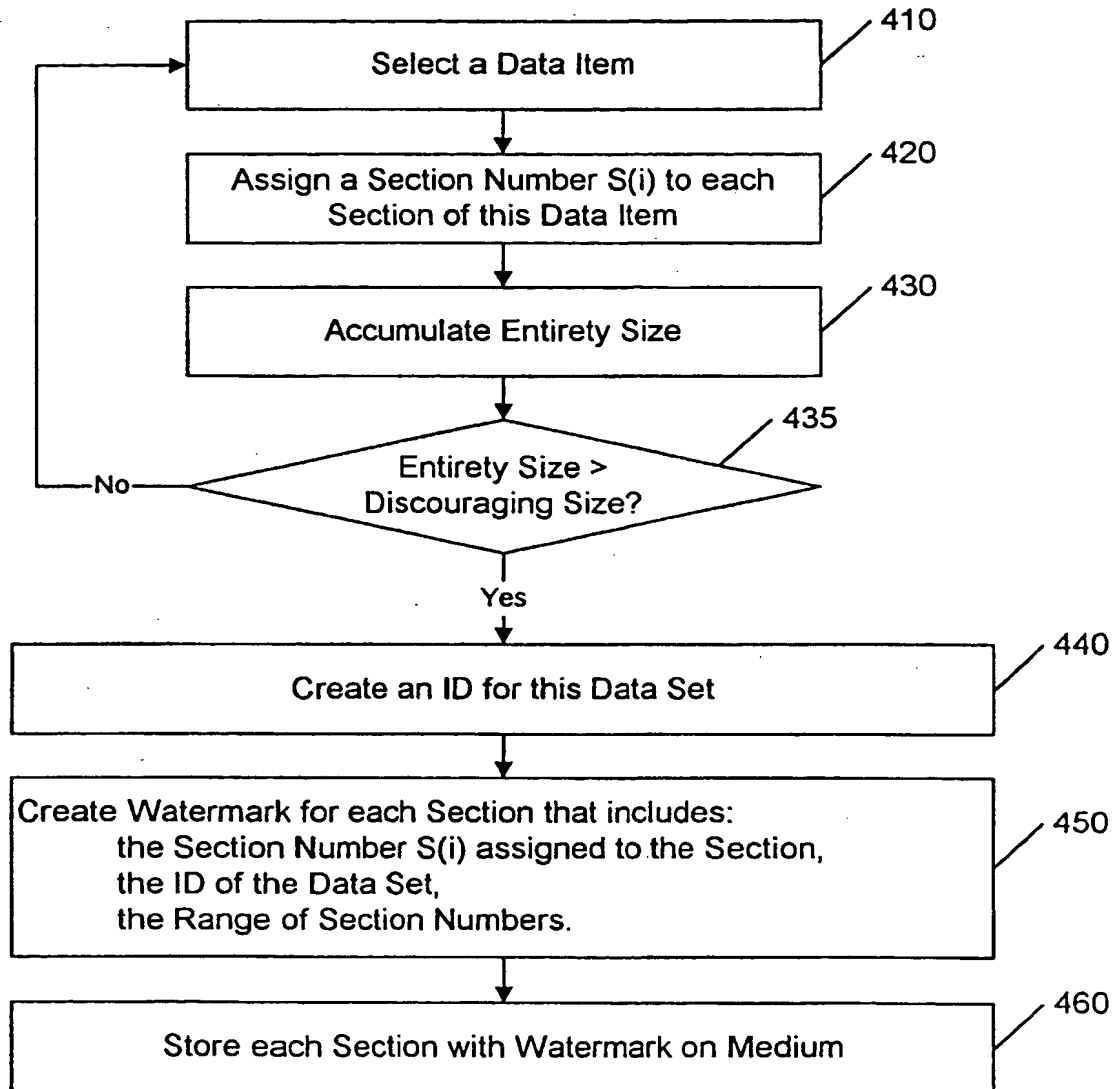 410
Select a Data Item
420
Assign a Section Number S(i) to each
Section of this Data Item
430
Accumulate Entirety Size
435
Entirety Size >
Discouraging Size?
No
Yes
440
Create an ID for this Data Set
450
Create Watermark for each Section that includes:
the Section Number S(i) assigned to the Section,
the ID of the Data Set,
the Range of Section Numbers.
460
Store each Section with Watermark on Medium